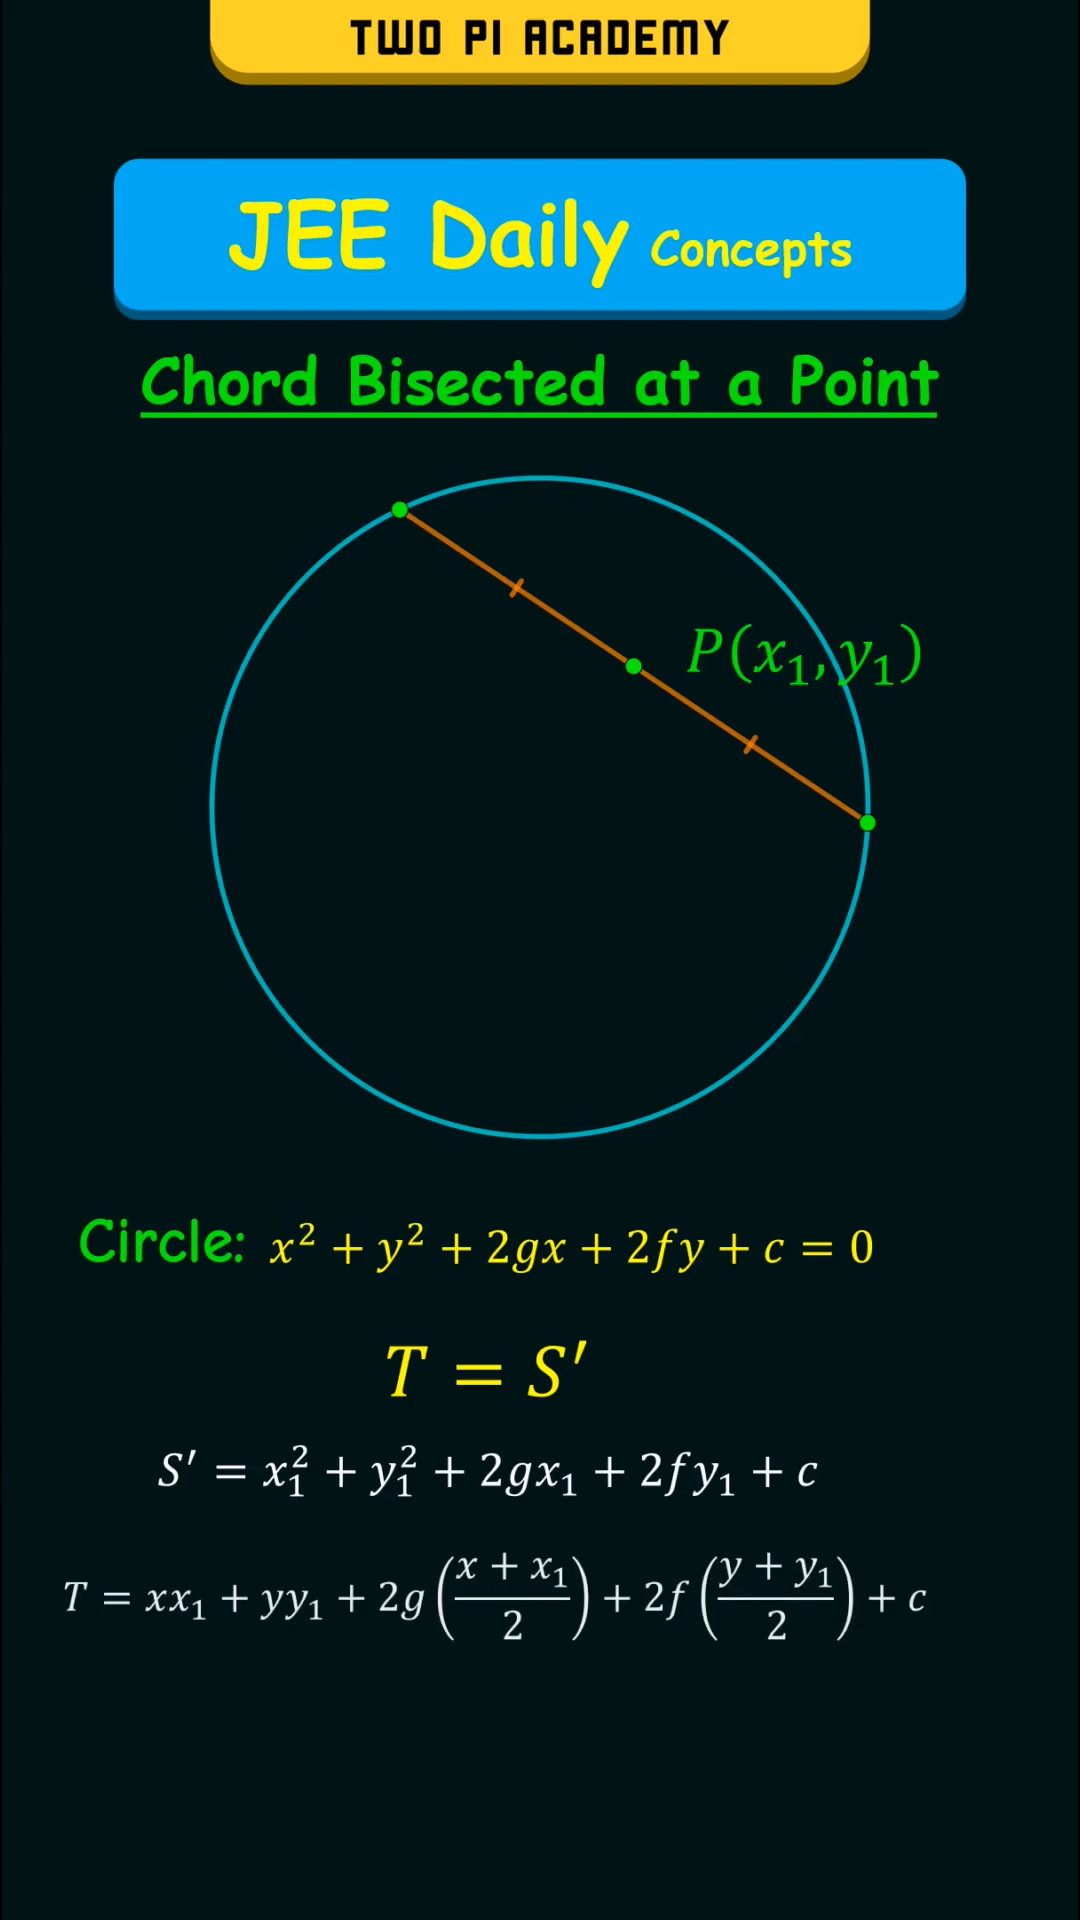 TWO PI ACADEMY
JEE Daily Concepts
Chord Bisected at a Point
P(x₁, y₁)
Circle: x² + y² + 2gx + 2fy + c = 0
T = S′
S′ = x₁² + y₁² + 2gx₁ + 2fy₁ + c
T = xx₁ + yy₁ + 2g((x + x₁)/2) + 2f((y + y₁)/2) + c